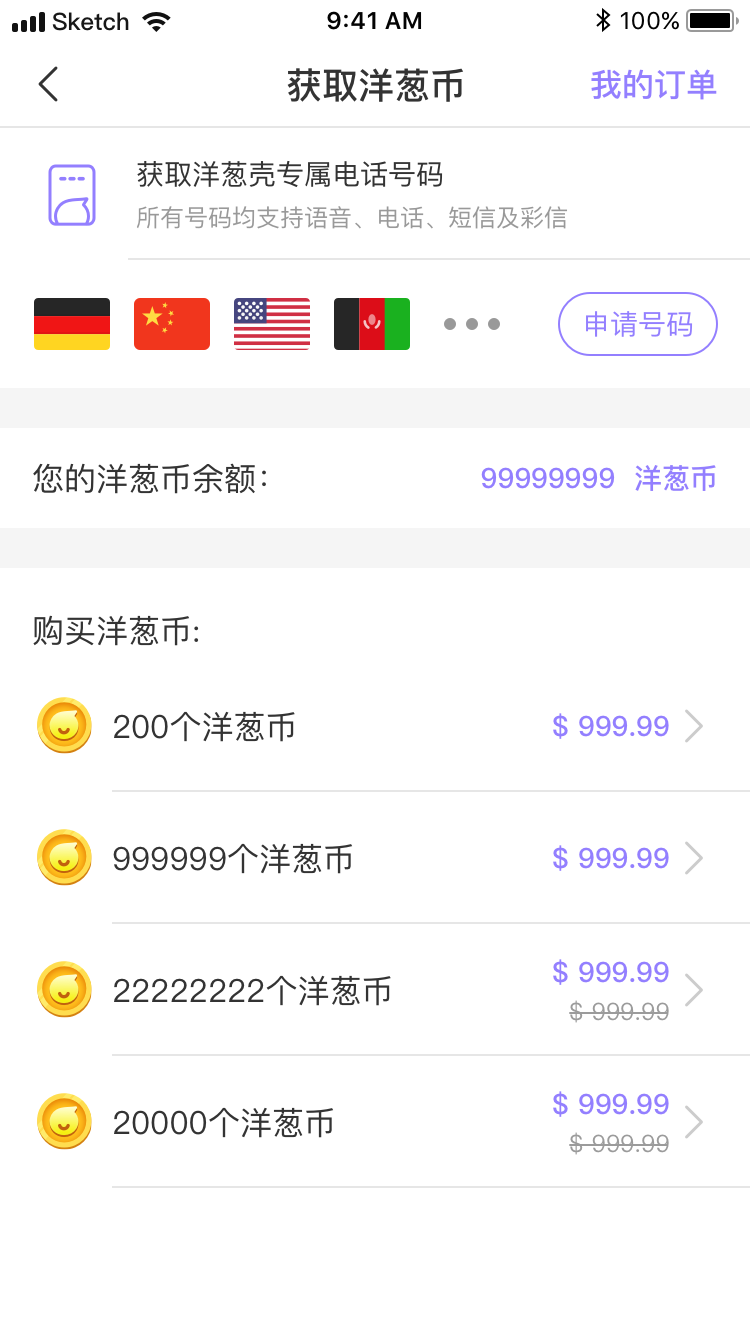 Sketch 9:41 AM 100%
获取洋葱币 我的订单
获取洋葱壳专属电话号码
所有号码均支持语音、电话、短信及彩信
申请号码
您的洋葱币余额: 99999999 洋葱币
购买洋葱币:
200个洋葱币 $ 999.99
999999个洋葱币 $ 999.99
22222222个洋葱币 $ 999.99
$ 999.99
20000个洋葱币 $ 999.99
$ 999.99